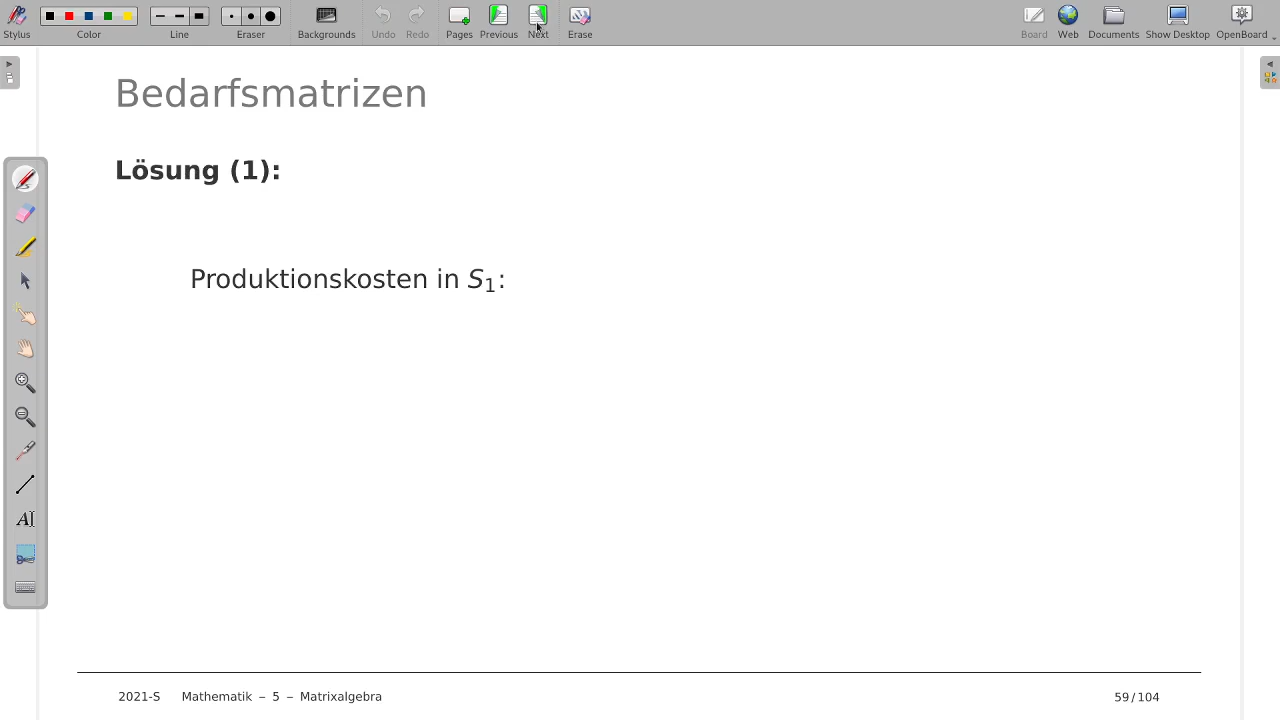 Stylus Color Line Eraser Backgrounds Undo Redo Pages Previous Next Erase Board Web Documents Show Desktop OpenBoard
Bedarfsmatrizen
Lösung (1):
Produktionskosten in S₁:
AI
2021-S Mathematik – 5 – Matrixalgebra 59/104